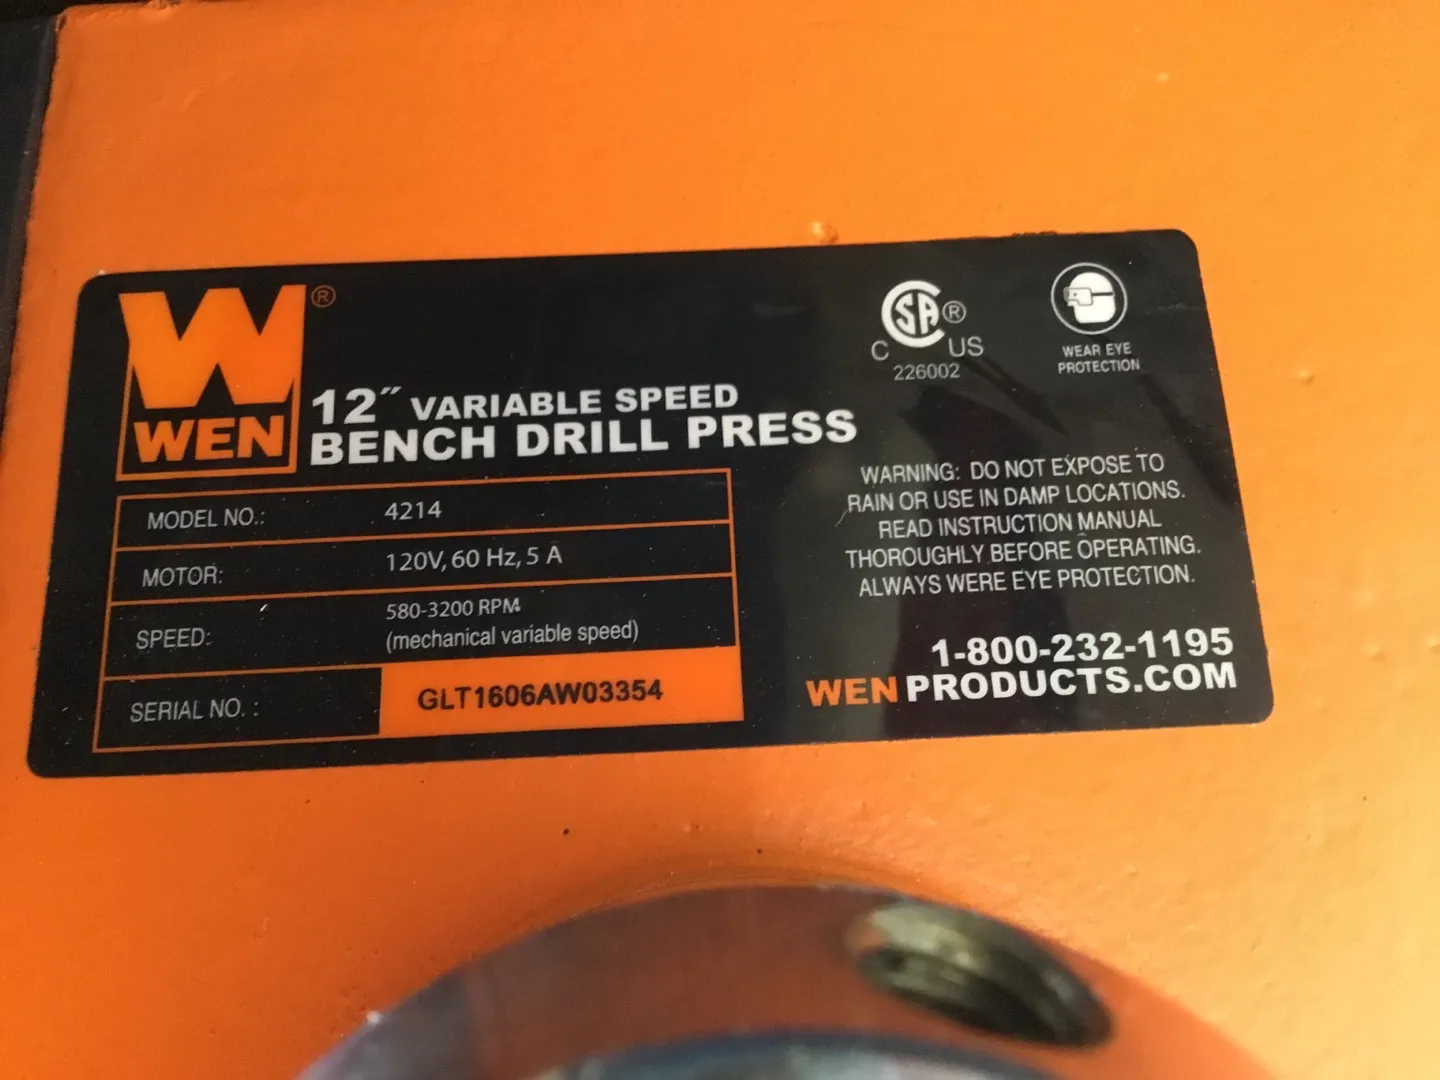 WEN®
12″ VARIABLE SPEED
BENCH DRILL PRESS
MODEL NO.: 4214
MOTOR: 120V, 60 Hz, 5 A
SPEED: 580-3200 RPM
(mechanical variable speed)
SERIAL NO. : GLT1606AW03354
CSA®
C US
226002
WEAR EYE
PROTECTION
WARNING: DO NOT EXPOSE TO
RAIN OR USE IN DAMP LOCATIONS.
READ INSTRUCTION MANUAL
THOROUGHLY BEFORE OPERATING.
ALWAYS WERE EYE PROTECTION.
1-800-232-1195
WENPRODUCTS.COM